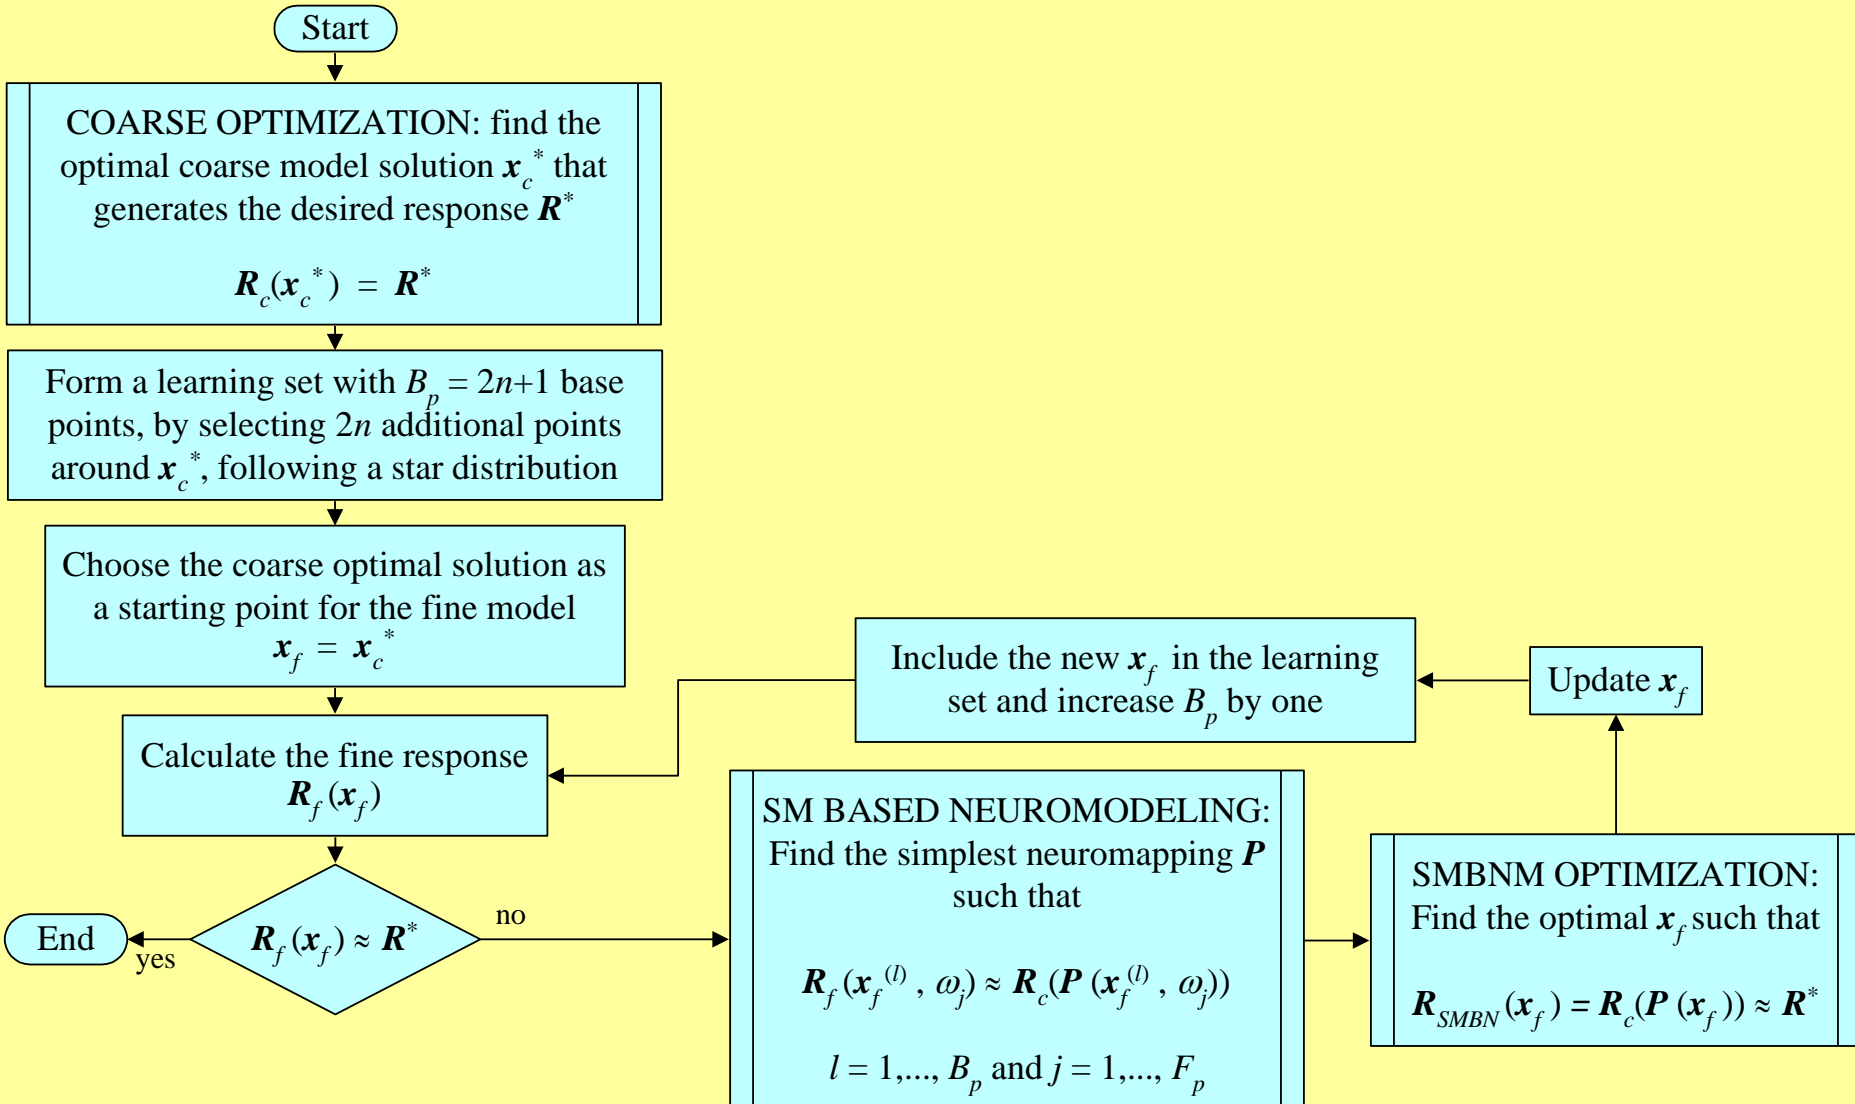 Start
COARSE OPTIMIZATION: find the
optimal coarse model solution x_c^* that
generates the desired response R^*
R_c(x_c^*) = R^*
Form a learning set with B_p = 2n+1 base
points, by selecting 2n additional points
around x_c^*, following a star distribution
Choose the coarse optimal solution as
a starting point for the fine model
x_f = x_c^*
Calculate the fine response
R_f(x_f)
R_f(x_f) ≈ R^*
yes
End
no
SM BASED NEUROMODELING:
Find the simplest neuromapping P
such that
R_f(x_f^(l), ω_j) ≈ R_c(P(x_f^(l), ω_j))
l = 1,..., B_p and j = 1,..., F_p
SMBNM OPTIMIZATION:
Find the optimal x_f such that
R_SMBN(x_f) = R_c(P(x_f)) ≈ R^*
Update x_f
Include the new x_f in the learning
set and increase B_p by one